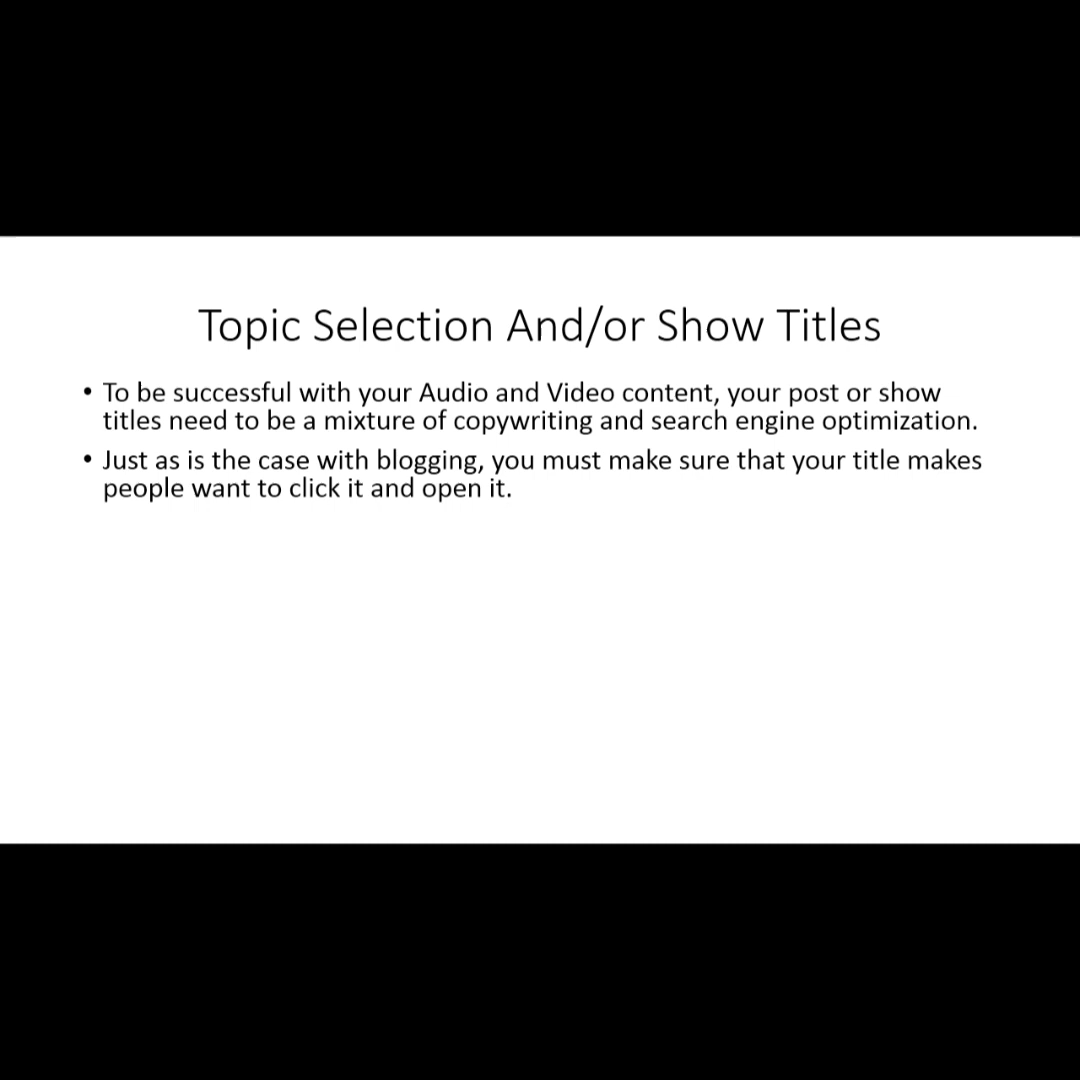 Topic Selection And/or Show Titles
• To be successful with your Audio and Video content, your post or show
titles need to be a mixture of copywriting and search engine optimization.
• Just as is the case with blogging, you must make sure that your title makes
people want to click it and open it.